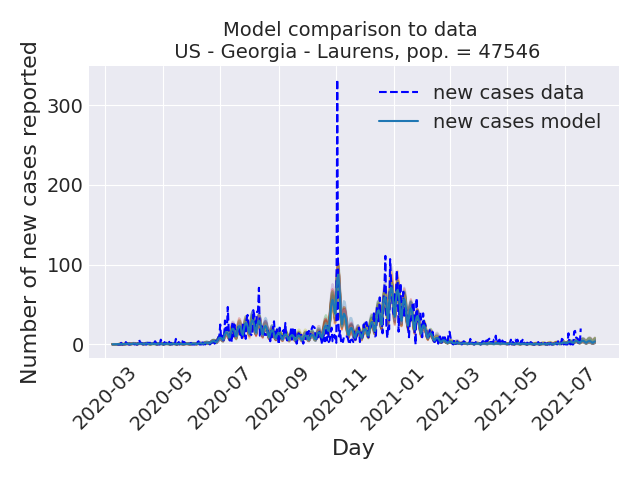 Model comparison to data
US - Georgia - Laurens, pop. = 47546
Number of new cases reported
300
200
100
0
new cases data
new cases model
2020-03
2020-05
2020-07
2020-09
2020-11
2021-01
2021-03
2021-05
2021-07
Day